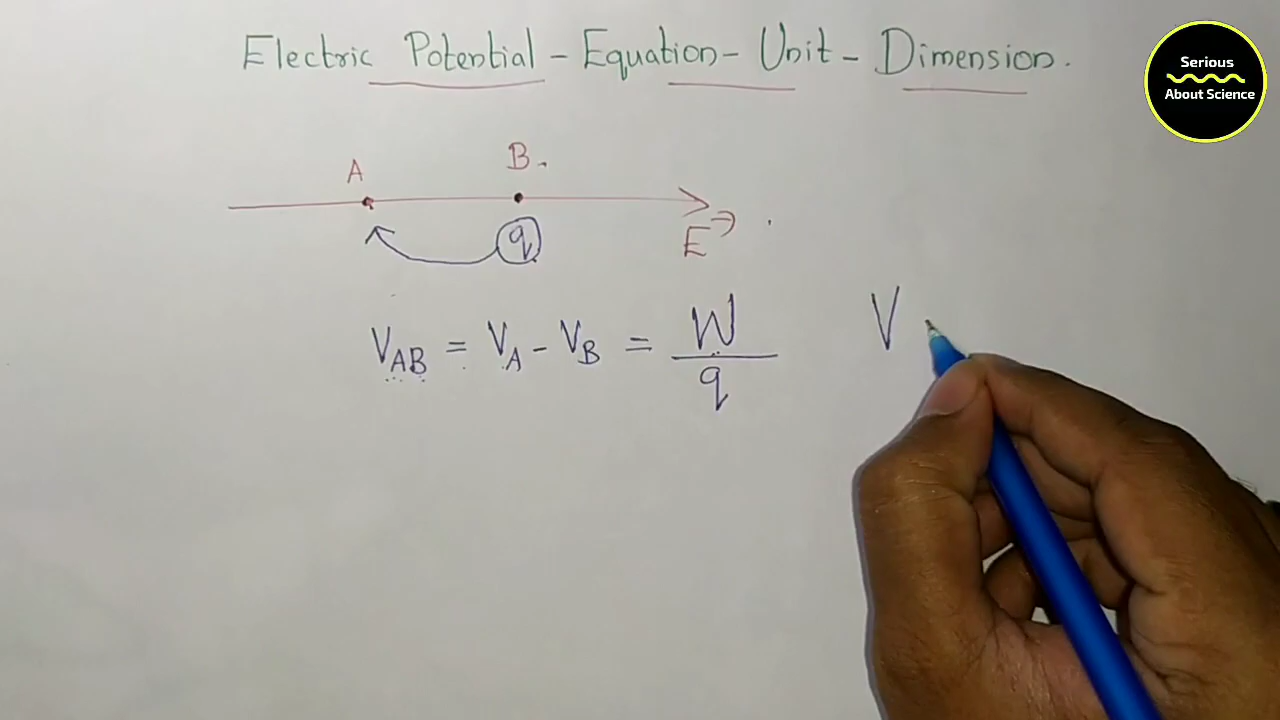 Electric Potential - Equation - Unit - Dimension.
Serious
About Science
A B.
q E→
V_AB = V_A - V_B = W/q V